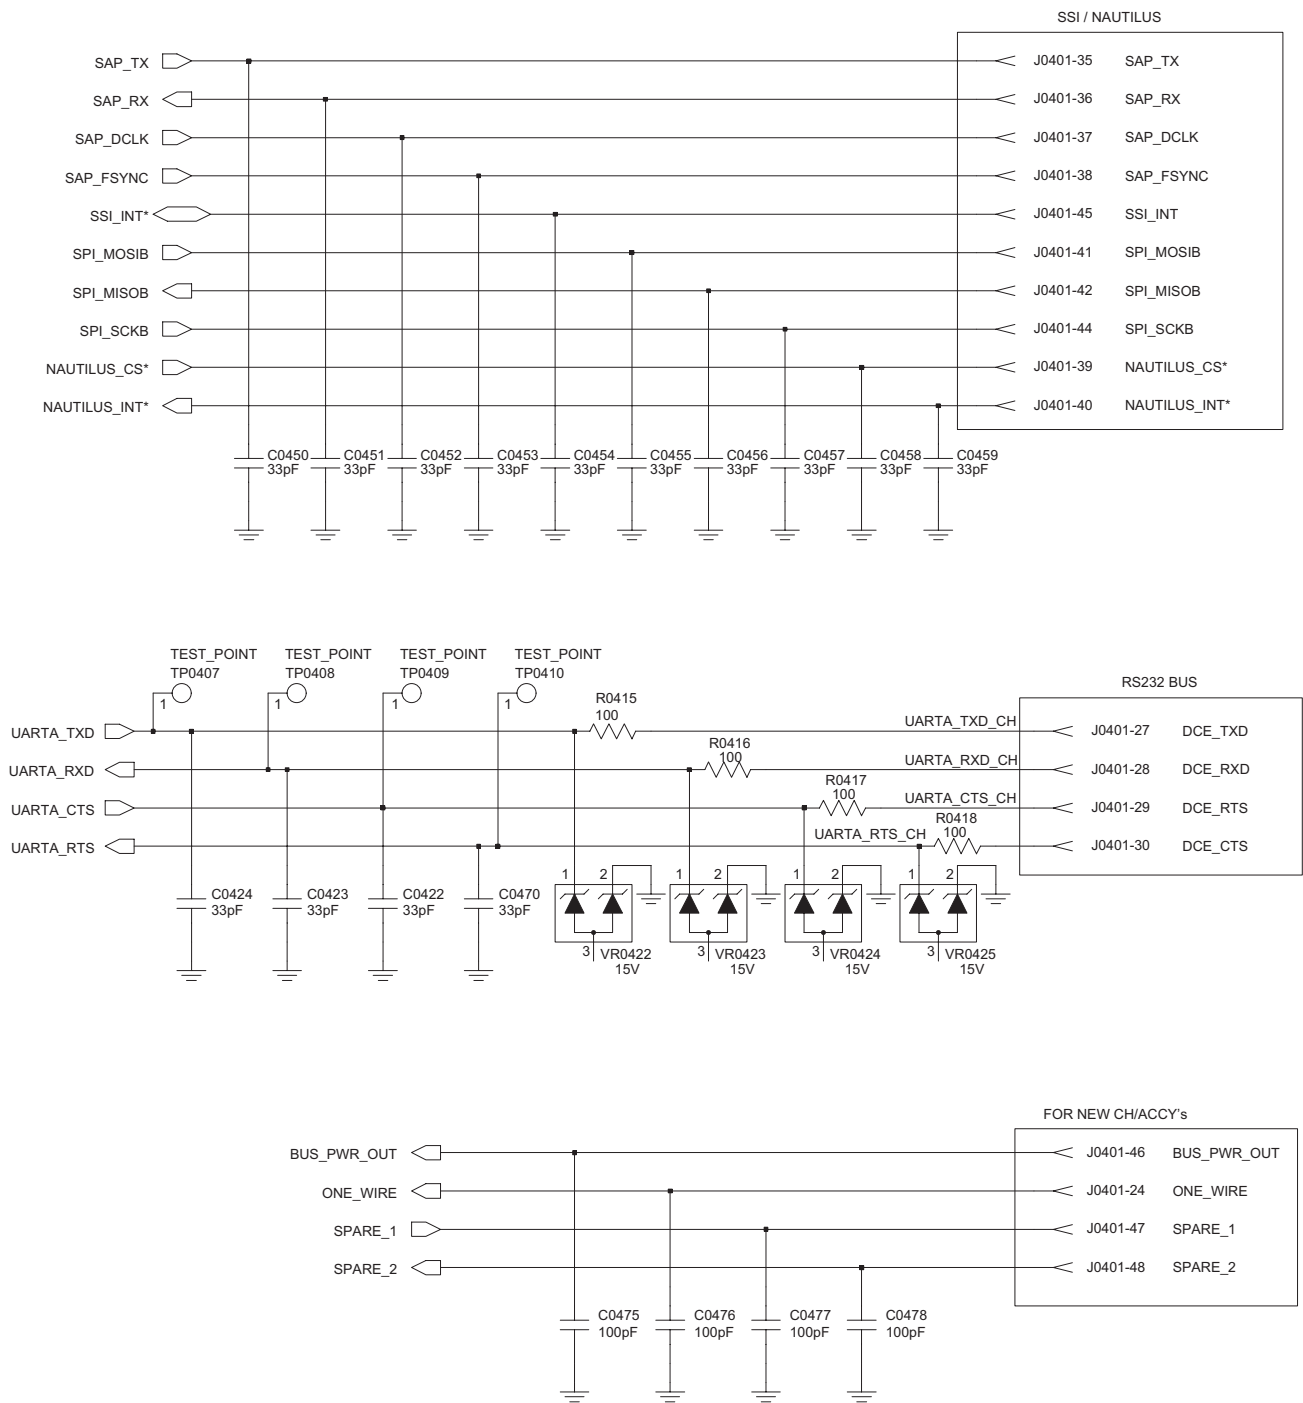 SSI / NAUTILUS
SAP_TX J0401-35 SAP_TX
SAP_RX J0401-36 SAP_RX
SAP_DCLK J0401-37 SAP_DCLK
SAP_FSYNC J0401-38 SAP_FSYNC
SSI_INT* J0401-45 SSI_INT
SPI_MOSIB J0401-41 SPI_MOSIB
SPI_MISOB J0401-42 SPI_MISOB
SPI_SCKB J0401-44 SPI_SCKB
NAUTILUS_CS* J0401-39 NAUTILUS_CS*
NAUTILUS_INT* J0401-40 NAUTILUS_INT*
C0450 C0451 C0452 C0453 C0454 C0455 C0456 C0457 C0458 C0459
33pF 33pF 33pF 33pF 33pF 33pF 33pF 33pF 33pF 33pF
TEST_POINT TEST_POINT TEST_POINT TEST_POINT
TP0407 TP0408 TP0409 TP0410
1 1 1 1
RS232 BUS
R0415
100
UARTA_TXD UARTA_TXD_CH J0401-27 DCE_TXD
R0416
100
UARTA_RXD UARTA_RXD_CH J0401-28 DCE_RXD
R0417
100
UARTA_CTS UARTA_CTS_CH J0401-29 DCE_RTS
R0418
100
UARTA_RTS UARTA_RTS_CH J0401-30 DCE_CTS
1 2 1 2 1 2 1 2
C0424 C0423 C0422 C0470
33pF 33pF 33pF 33pF
3 VR0422 3 VR0423 3 VR0424 3 VR0425
15V 15V 15V 15V
FOR NEW CH/ACCY's
BUS_PWR_OUT J0401-46 BUS_PWR_OUT
ONE_WIRE J0401-24 ONE_WIRE
SPARE_1 J0401-47 SPARE_1
SPARE_2 J0401-48 SPARE_2
C0475 C0476 C0477 C0478
100pF 100pF 100pF 100pF